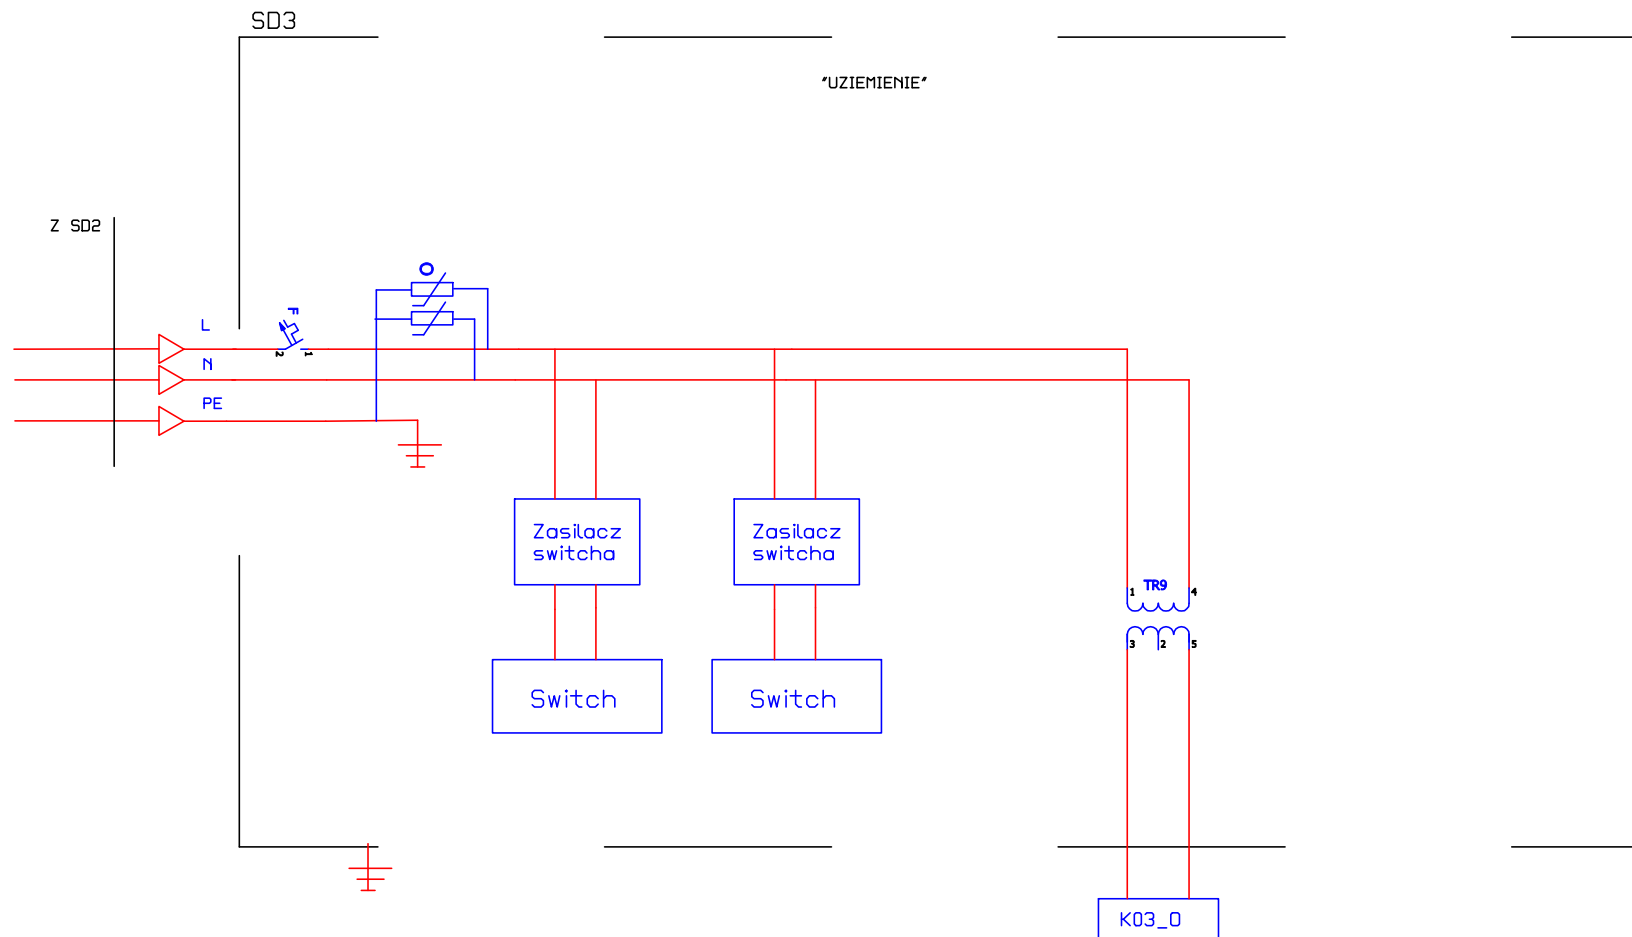 SD3
"UZIEMIENIE"
Z SD2
L
F
2
1
N
PE
Zasilacz
switcha
Zasilacz
switcha
TR9
1
4
3
2
5
Switch
Switch
K03_0